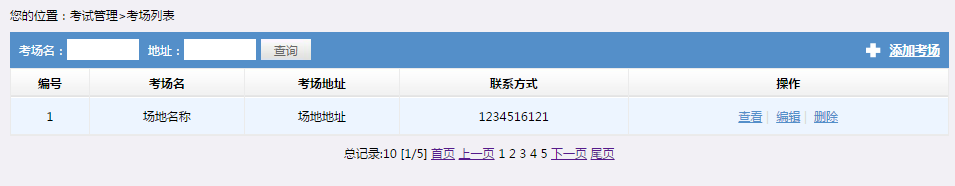 您的位置：考试管理>考场列表
考场名： 地址： 查询 添加考场
编号 考场名 考场地址 联系方式 操作
1 场地名称 场地地址 1234516121 查看 编辑 删除
总记录:10 [1/5] 首页 上一页 1 2 3 4 5 下一页 尾页